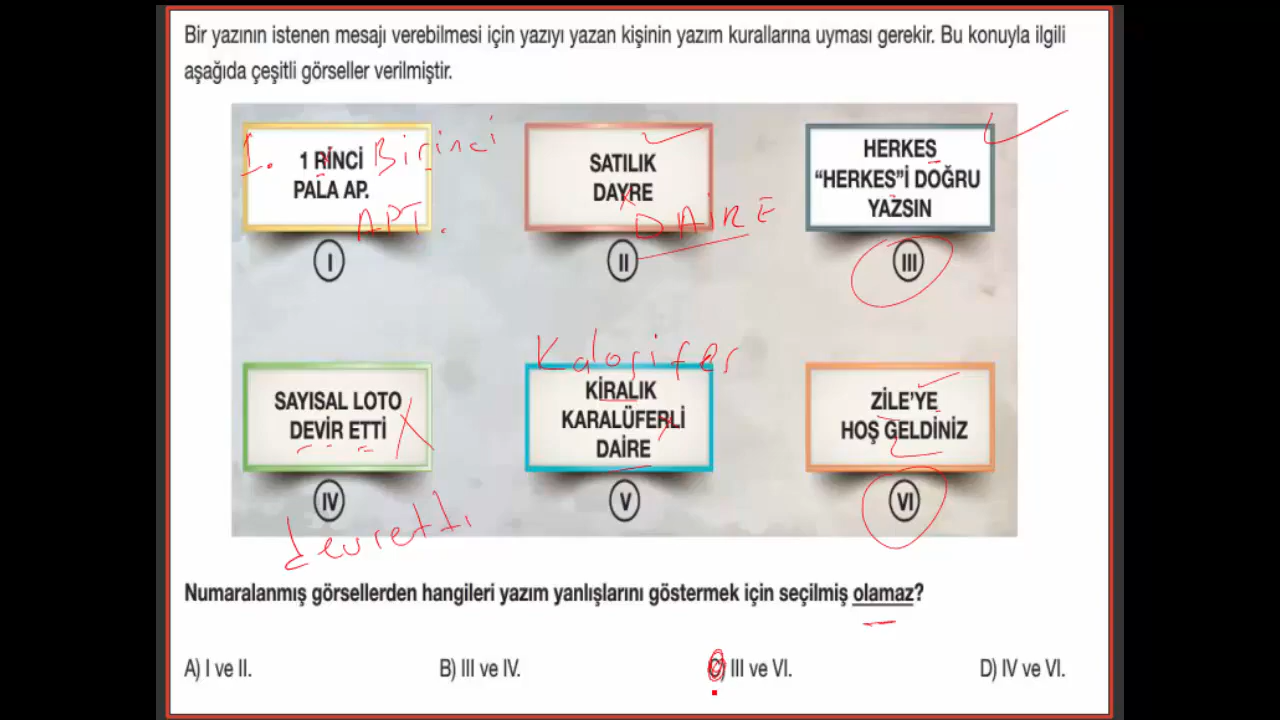 Bir yazının istenen mesajı verebilmesi için yazıyı yazan kişinin yazım kurallarına uyması gerekir. Bu konuyla ilgili
aşağıda çeşitli görseller verilmiştir.
1 RİNCİ
PALA AP.
1. Birinci
APT.
I
SATILIK
DAYRE
DAİRE
II
HERKES
“HERKES”İ DOĞRU
YAZSIN
III
SAYISAL LOTO
DEVİR ETTİ
IV
devretti
Kalorifer
KİRALIK
KARALÜFERLİ
DAİRE
V
ZİLE’YE
HOŞ GELDİNİZ
VI
Numaralanmış görsellerden hangileri yazım yanlışlarını göstermek için seçilmiş olamaz?
A) I ve II.
B) III ve IV.
C) III ve VI.
D) IV ve VI.